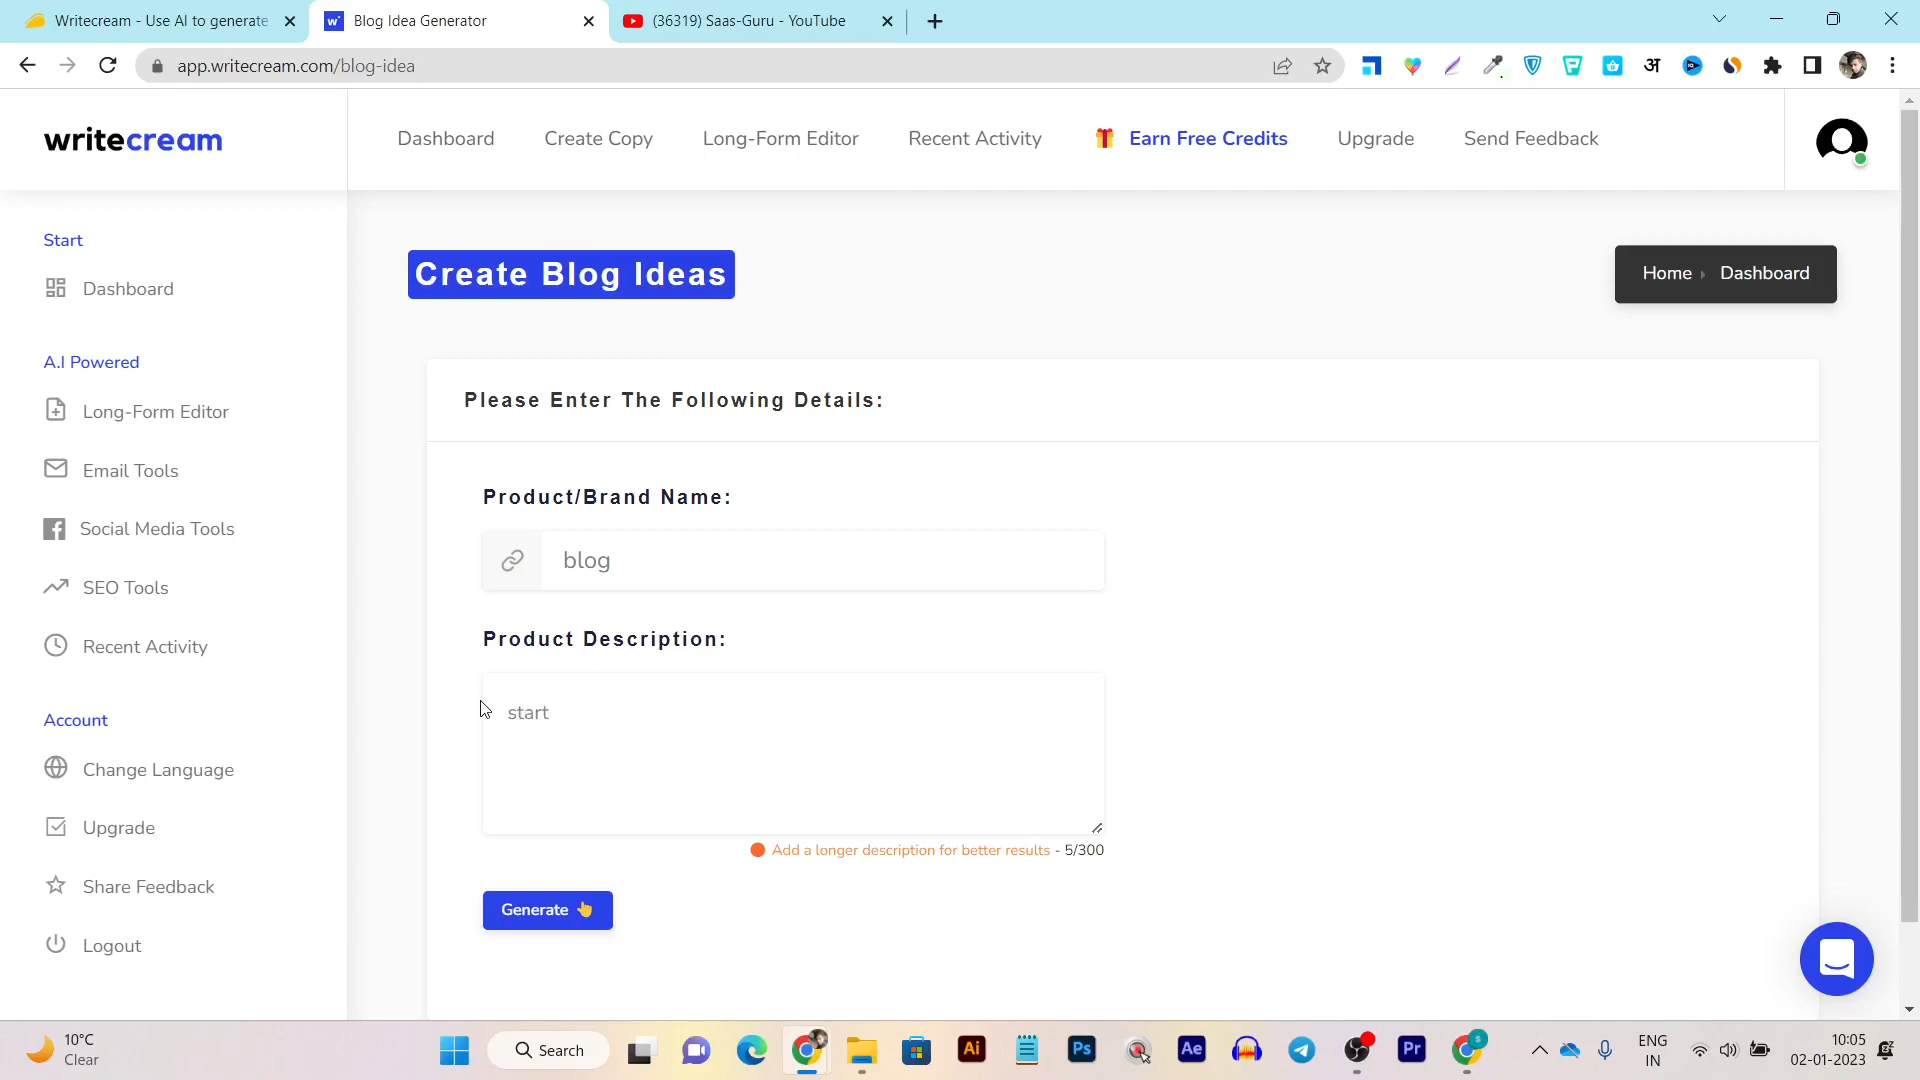 Writecream - Use AI to generate
Blog Idea Generator
(36319) Saas-Guru - YouTube
app.writecream.com/blog-idea
writecream
Dashboard
Create Copy
Long-Form Editor
Recent Activity
Earn Free Credits
Upgrade
Send Feedback
Start
Dashboard
A.I Powered
Long-Form Editor
Email Tools
Social Media Tools
SEO Tools
Recent Activity
Account
Change Language
Upgrade
Share Feedback
Logout
Create Blog Ideas
Home › Dashboard
Please Enter The Following Details:
Product/Brand Name:
blog
Product Description:
start
Add a longer description for better results - 5/300
Generate
10°C
Clear
Search
Ai
Ps
Ae
Pr
ENG
IN
10:05
02-01-2023